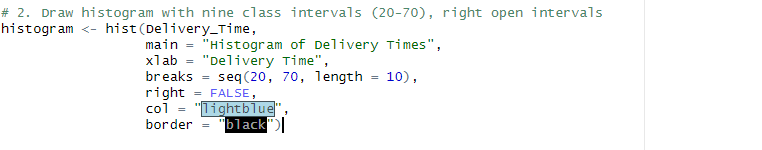 # 2. Draw histogram with nine class intervals (20-70), right open intervals
histogram <- hist(Delivery_Time,
main = "Histogram of Delivery Times",
xlab = "Delivery Time",
breaks = seq(20, 70, length = 10),
right = FALSE,
col = "lightblue",
border = "black")